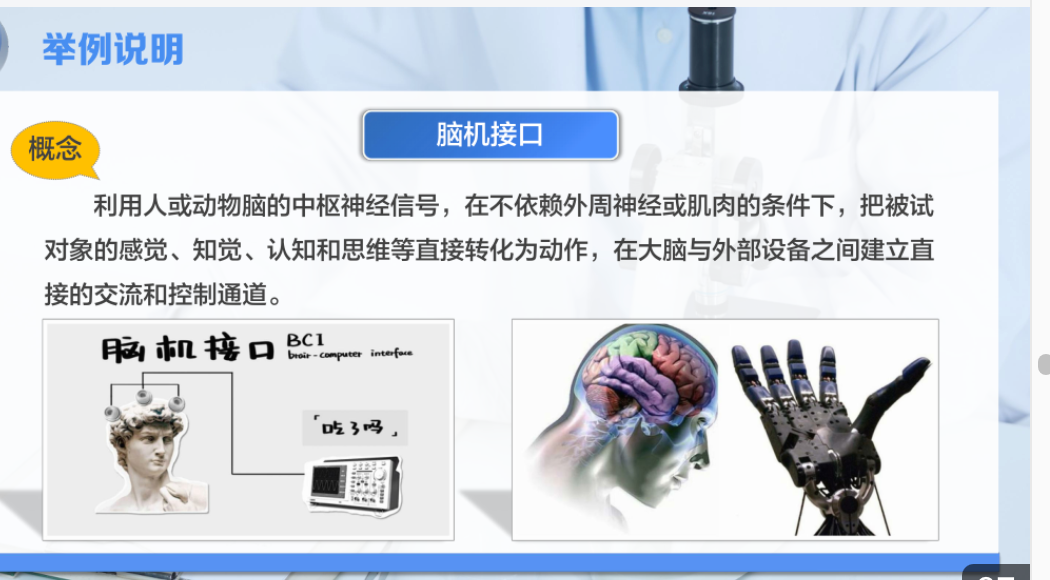 举例说明
脑机接口
概念
利用人或动物脑的中枢神经信号，在不依赖外周神经或肌肉的条件下，把被试
对象的感觉、知觉、认知和思维等直接转化为动作，在大脑与外部设备之间建立直
接的交流和控制通道。
脑机接口 BCI
brair-computer interface
「吃了吗」